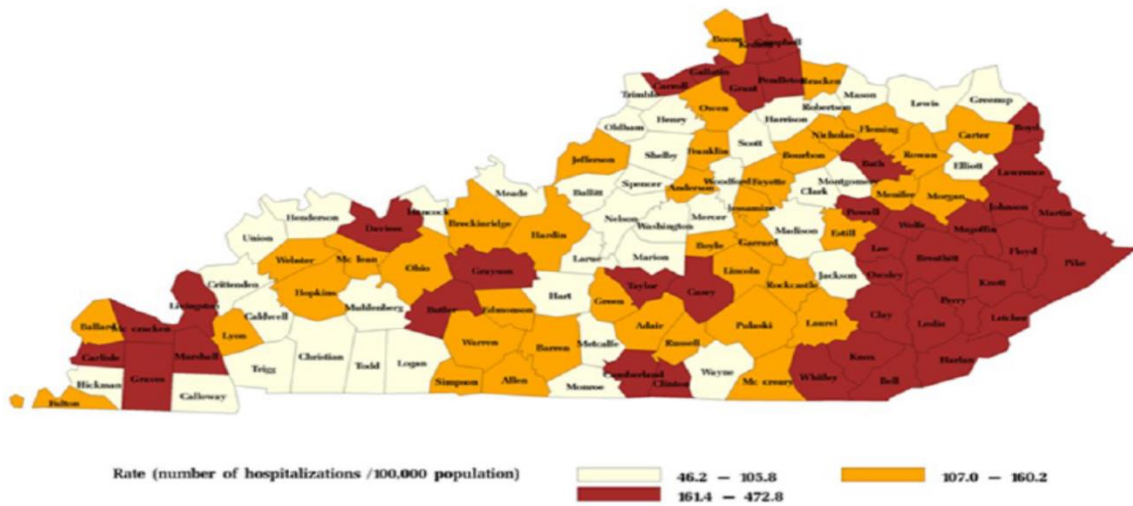 Boone Kenton Campbell
Gallatin
Carroll Grant Pendleton Bracken
Trimble Owen Robertson Mason Lewis Greenup
Oldham Henry Harrison
Scott Nicholas Fleming Carter Boyd
Jefferson Shelby Franklin Bourbon Bath Rowan Elliott Lawrence
Meade Bullitt Spencer Anderson Woodford Fayette Clark Montgomery Menifee Morgan
Henderson Hancock Daviess Breckinridge Hardin Nelson Washington Mercer Jessamine Madison Estill Powell Wolfe Magoffin Johnson Martin
Union Webster Mc lean Ohio Grayson Larue Marion Boyle Garrard Lee Breathitt Floyd Pike
Crittenden Hopkins Muhlenberg Butler Edmonson Hart Green Taylor Casey Lincoln Rockcastle Jackson Owsley Knott
Livingston Caldwell Perry
Ballard Mc cracken Lyon Warren Barren Adair Pulaski Laurel Clay Leslie Letcher
Carlisle Graves Marshall Trigg Christian Todd Logan Metcalfe Russell Knox Harlan
Hickman Calloway Simpson Allen Monroe Cumberland Clinton Wayne Mc creary Whitley Bell
Fulton
Rate (number of hospitalizations /100,000 population) 46.2 – 105.8 107.0 – 160.2
161.4 – 472.8